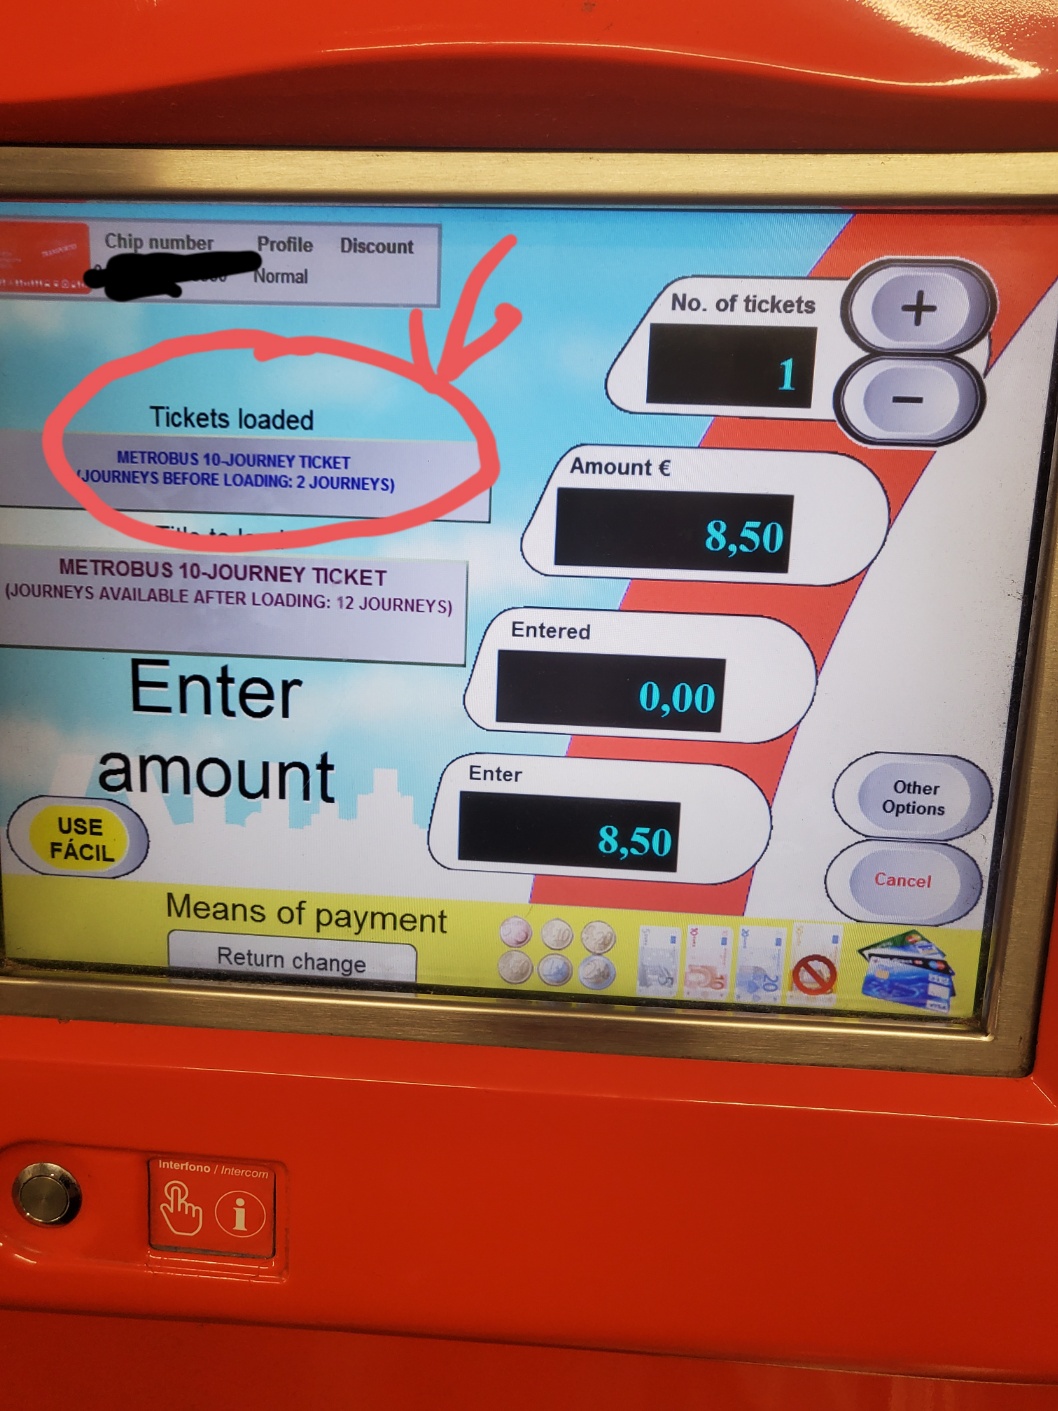 Chip number Profile Discount
Normal
Tickets loaded
METROBUS 10-JOURNEY TICKET
(JOURNEYS BEFORE LOADING: 2 JOURNEYS)
METROBUS 10-JOURNEY TICKET
(JOURNEYS AVAILABLE AFTER LOADING: 12 JOURNEYS)
Enter
amount
USE
FÁCIL
No. of tickets
1
+
−
Amount €
8,50
Entered
0,00
Enter
8,50
Other
Options
Cancel
Means of payment
Return change
Interfono / Intercom
i